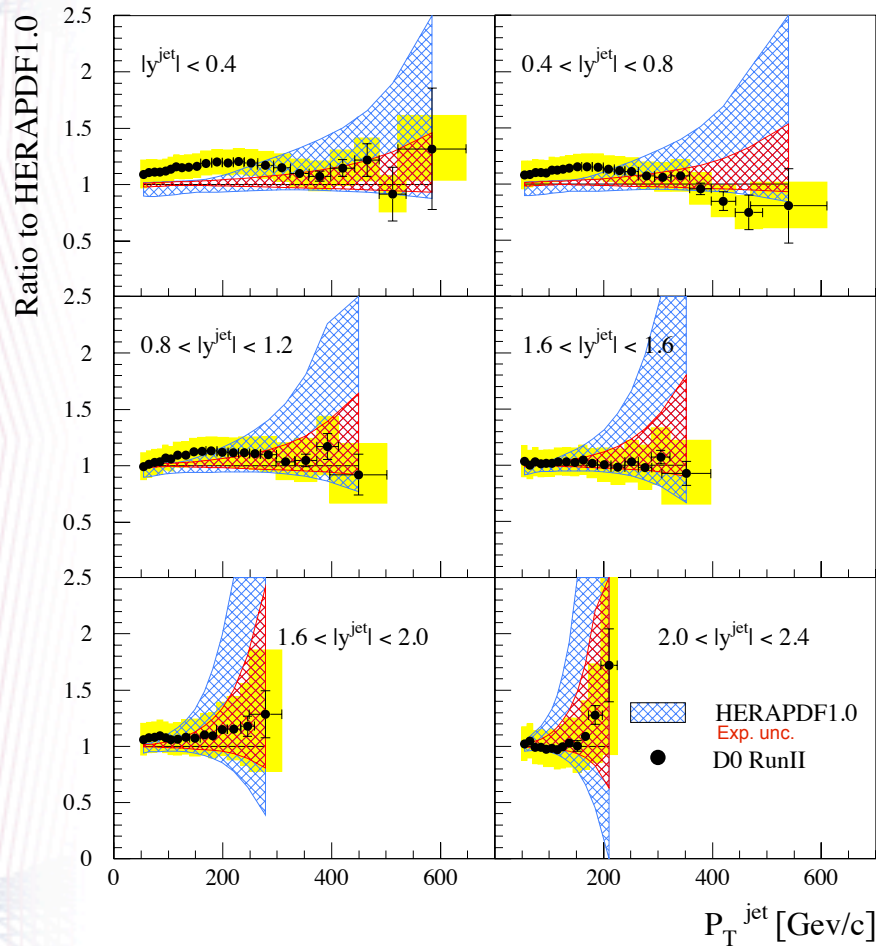 Ratio to HERAPDF1.0
2.5
2
1.5
1
0.5
|y^jet| < 0.4
0.4 < |y^jet| < 0.8
2.5
2
1.5
1
0.5
0.8 < |y^jet| < 1.2
1.6 < |y^jet| < 1.6
2.5
2
1.5
1
0.5
0
1.6 < |y^jet| < 2.0
2.0 < |y^jet| < 2.4
HERAPDF1.0
Exp. unc.
D0 RunII
0 200 400 600 200 400 600
P_T^jet [Gev/c]